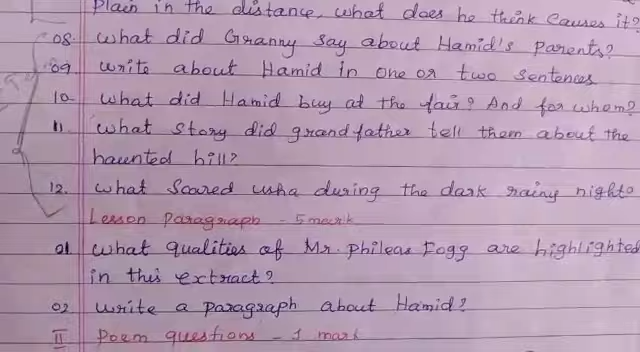 Plain in the distance, what does he think causes it?
08. what did Granny say about Hamid's parents?
09 write about Hamid in one or two sentences
10. what did Hamid buy at the fair? And for whom?
11. what story did grandfather tell them about the
haunted hill?
12. what Scared usha during the dark rainy night?
Lesson paragraph - 5 mark
01 what qualities of Mr. phileas Fogg are highlighted
in this extract?
02 write a paragraph about Hamid?
II Poem questions - 1 mark